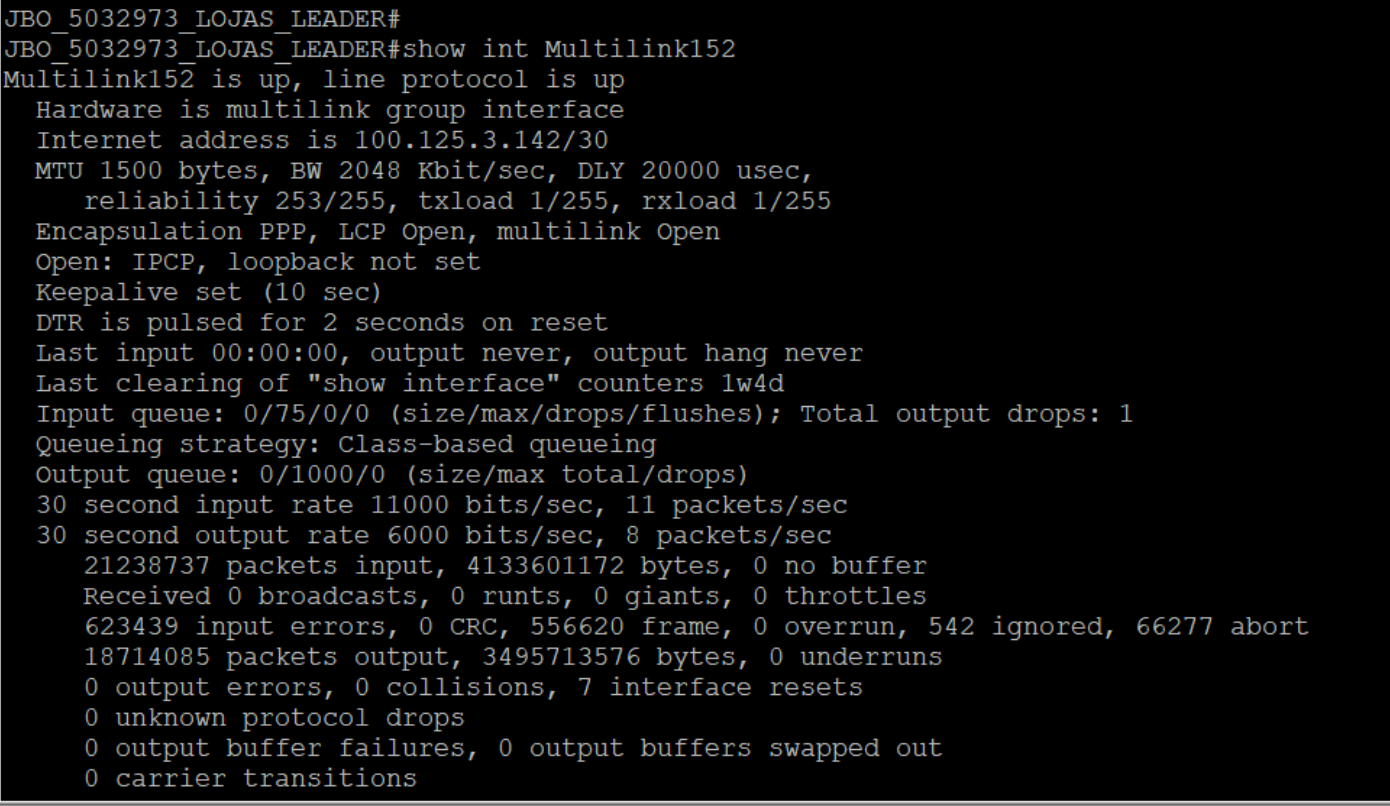 JBO_5032973_LOJAS_LEADER#
JBO_5032973_LOJAS_LEADER#show int Multilink152
Multilink152 is up, line protocol is up
  Hardware is multilink group interface
  Internet address is 100.125.3.142/30
  MTU 1500 bytes, BW 2048 Kbit/sec, DLY 20000 usec,
     reliability 253/255, txload 1/255, rxload 1/255
  Encapsulation PPP, LCP Open, multilink Open
  Open: IPCP, loopback not set
  Keepalive set (10 sec)
  DTR is pulsed for 2 seconds on reset
  Last input 00:00:00, output never, output hang never
  Last clearing of "show interface" counters 1w4d
  Input queue: 0/75/0/0 (size/max/drops/flushes); Total output drops: 1
  Queueing strategy: Class-based queueing
  Output queue: 0/1000/0 (size/max total/drops)
  30 second input rate 11000 bits/sec, 11 packets/sec
  30 second output rate 6000 bits/sec, 8 packets/sec
     21238737 packets input, 4133601172 bytes, 0 no buffer
     Received 0 broadcasts, 0 runts, 0 giants, 0 throttles
     623439 input errors, 0 CRC, 556620 frame, 0 overrun, 542 ignored, 66277 abort
     18714085 packets output, 3495713576 bytes, 0 underruns
     0 output errors, 0 collisions, 7 interface resets
     0 unknown protocol drops
     0 output buffer failures, 0 output buffers swapped out
     0 carrier transitions